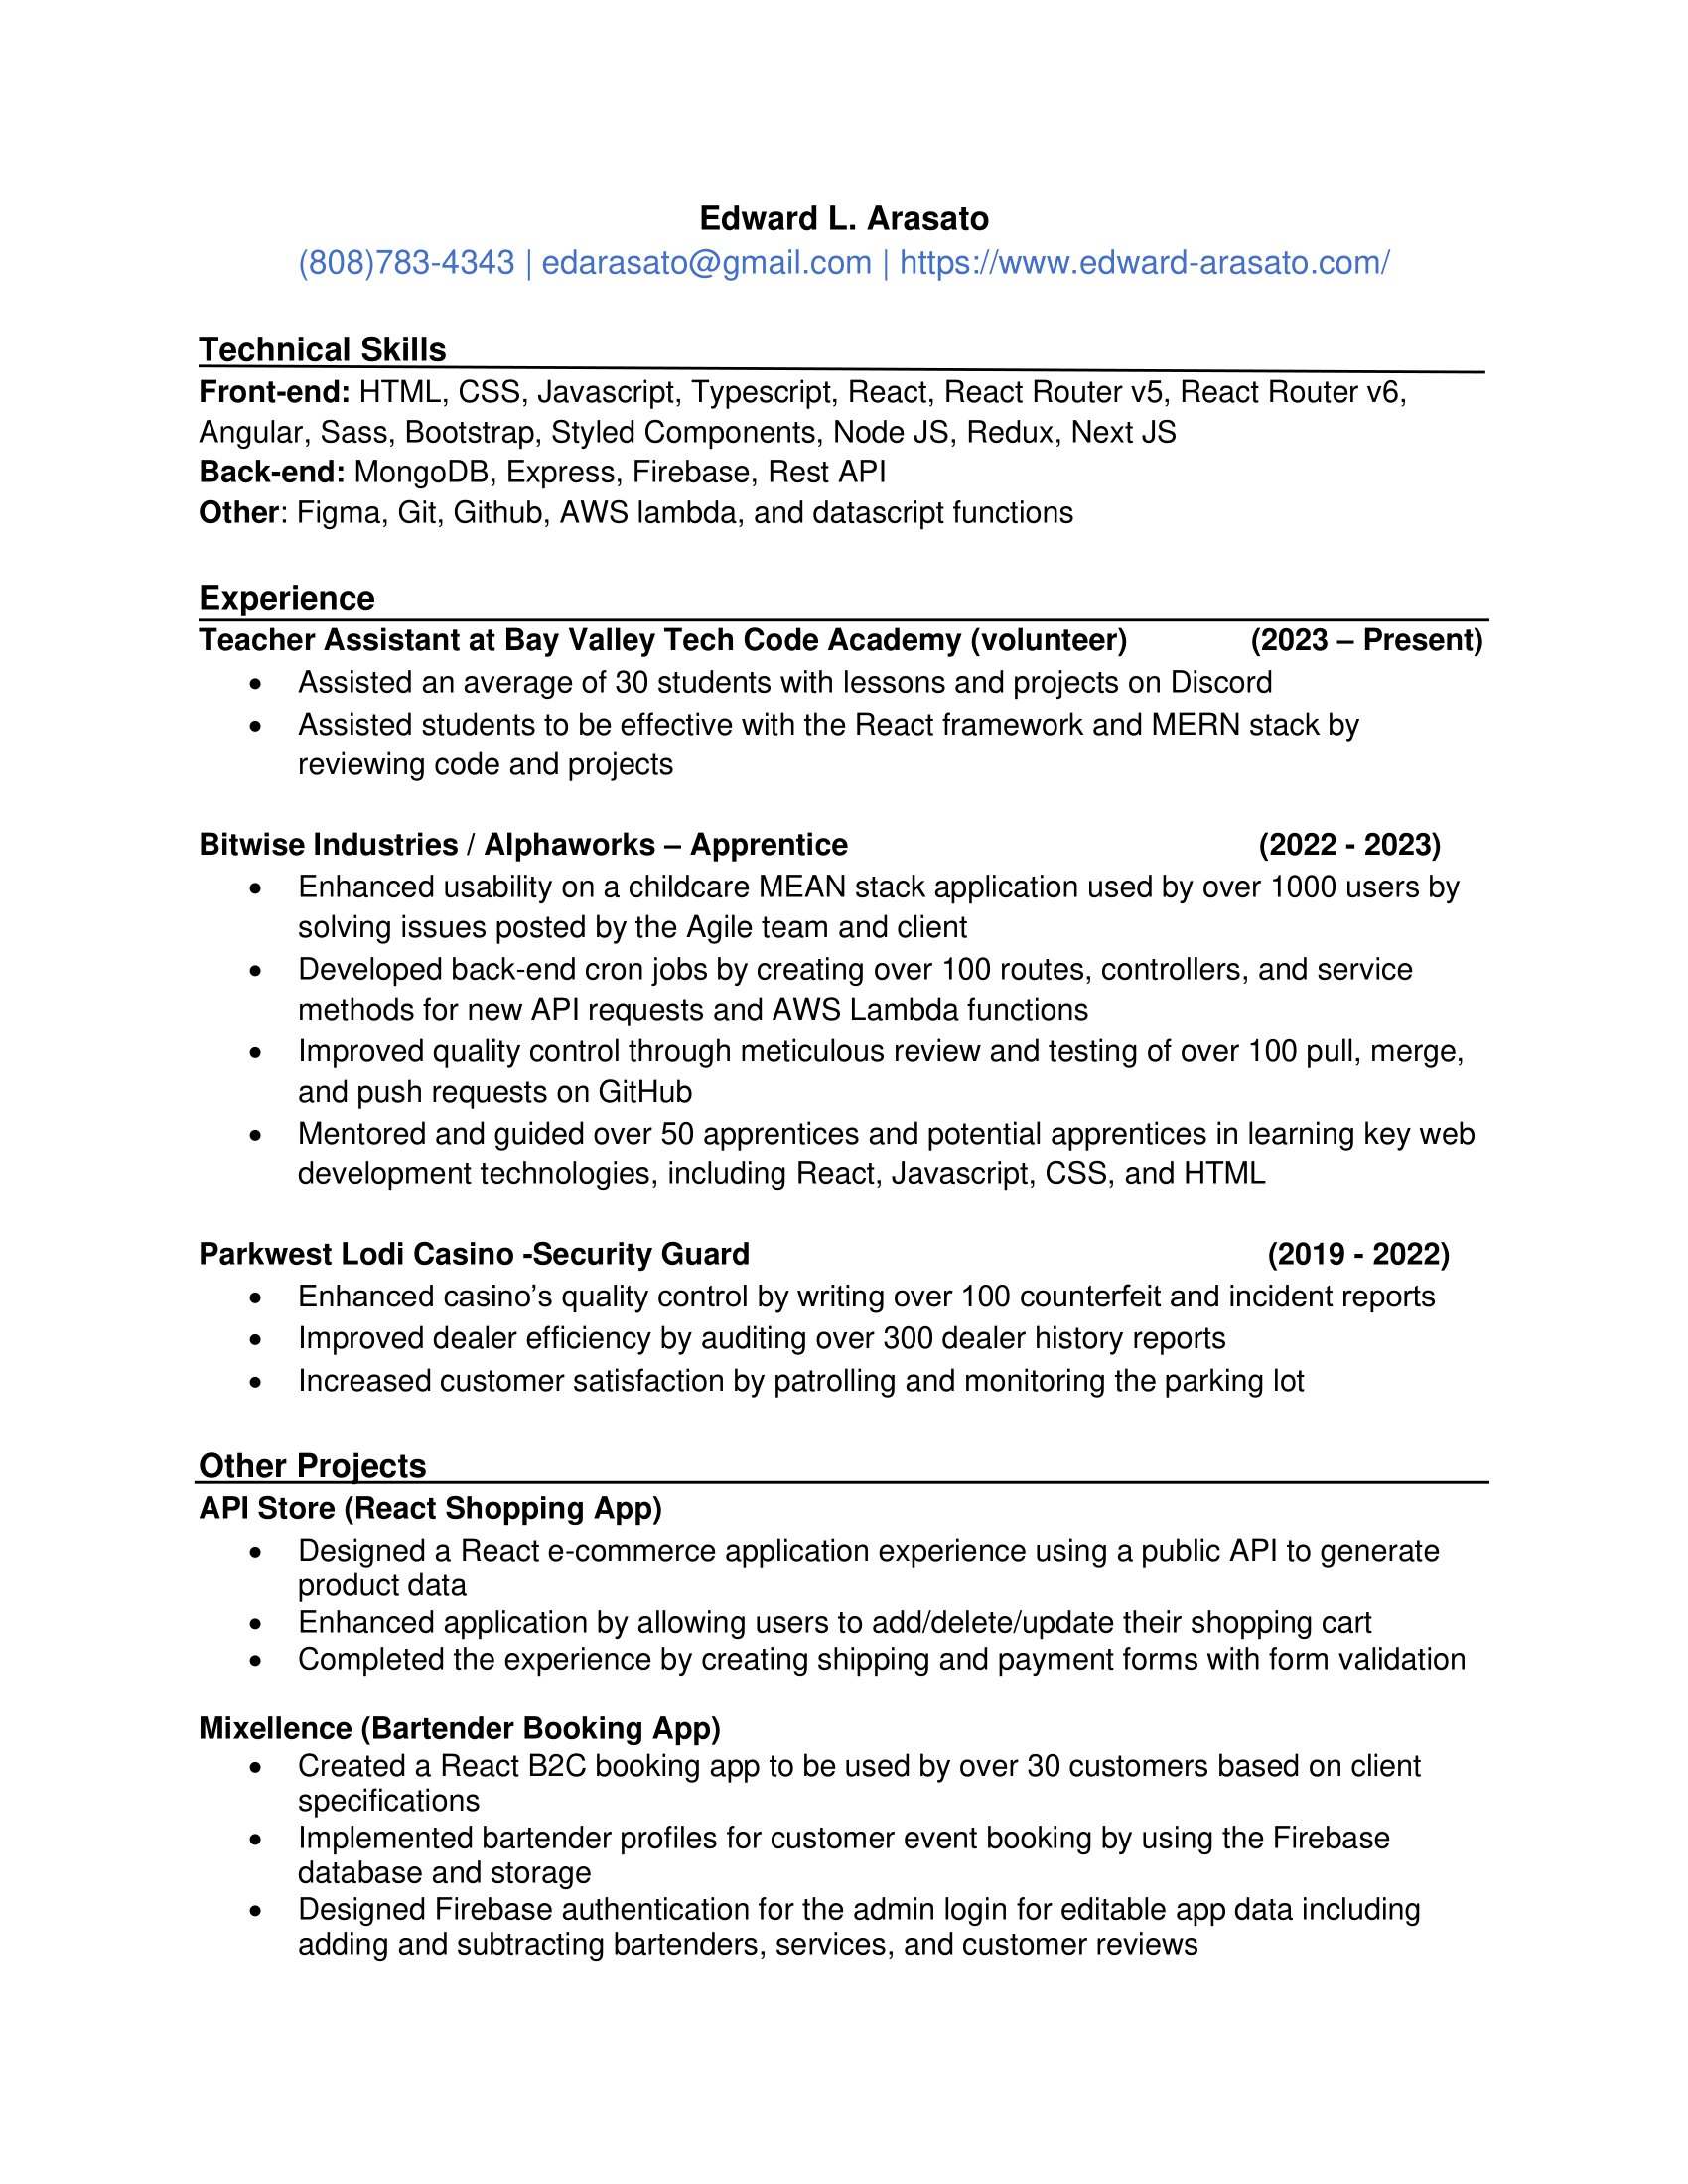 Edward L. Arasato
(808)783-4343 | edarasato@gmail.com | https://www.edward-arasato.com/
Technical Skills
Front-end: HTML, CSS, Javascript, Typescript, React, React Router v5, React Router v6,
Angular, Sass, Bootstrap, Styled Components, Node JS, Redux, Next JS
Back-end: MongoDB, Express, Firebase, Rest API
Other: Figma, Git, Github, AWS lambda, and datascript functions
Experience
Teacher Assistant at Bay Valley Tech Code Academy (volunteer) (2023 – Present)
• Assisted an average of 30 students with lessons and projects on Discord
• Assisted students to be effective with the React framework and MERN stack by
reviewing code and projects
Bitwise Industries / Alphaworks – Apprentice (2022 - 2023)
• Enhanced usability on a childcare MEAN stack application used by over 1000 users by
solving issues posted by the Agile team and client
• Developed back-end cron jobs by creating over 100 routes, controllers, and service
methods for new API requests and AWS Lambda functions
• Improved quality control through meticulous review and testing of over 100 pull, merge,
and push requests on GitHub
• Mentored and guided over 50 apprentices and potential apprentices in learning key web
development technologies, including React, Javascript, CSS, and HTML
Parkwest Lodi Casino -Security Guard (2019 - 2022)
• Enhanced casino’s quality control by writing over 100 counterfeit and incident reports
• Improved dealer efficiency by auditing over 300 dealer history reports
• Increased customer satisfaction by patrolling and monitoring the parking lot
Other Projects
API Store (React Shopping App)
• Designed a React e-commerce application experience using a public API to generate
product data
• Enhanced application by allowing users to add/delete/update their shopping cart
• Completed the experience by creating shipping and payment forms with form validation
Mixellence (Bartender Booking App)
• Created a React B2C booking app to be used by over 30 customers based on client
specifications
• Implemented bartender profiles for customer event booking by using the Firebase
database and storage
• Designed Firebase authentication for the admin login for editable app data including
adding and subtracting bartenders, services, and customer reviews